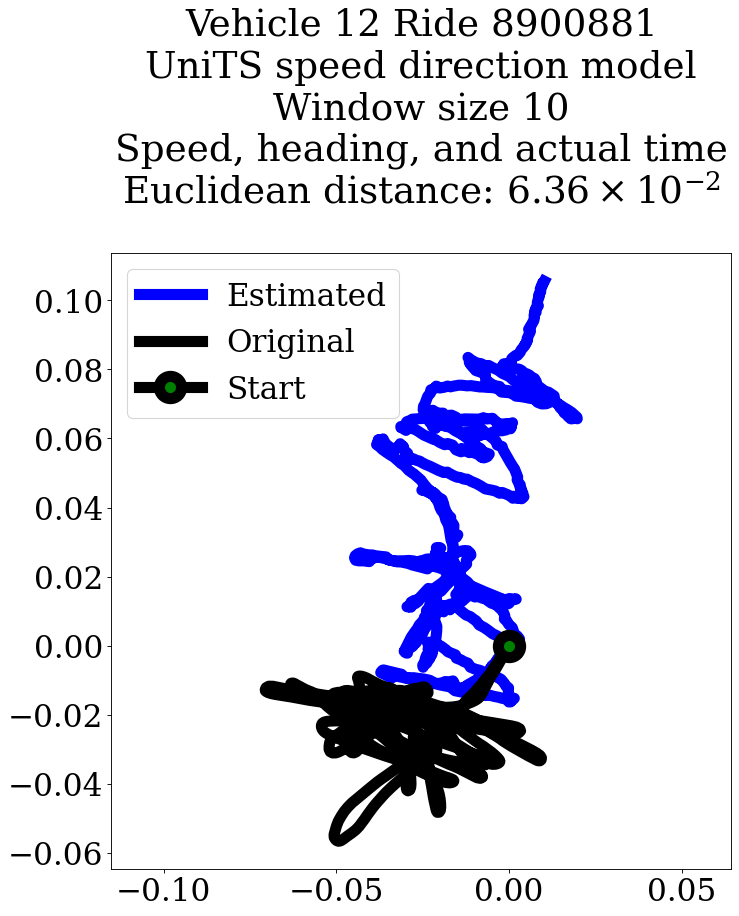 Vehicle 12 Ride 8900881
UniTS speed direction model
Window size 10
Speed, heading, and actual time
Euclidean distance: 6.36 × 10⁻²
Estimated
Original
Start
0.10
0.08
0.06
0.04
0.02
0.00
−0.02
−0.04
−0.06
−0.10
−0.05
0.00
0.05